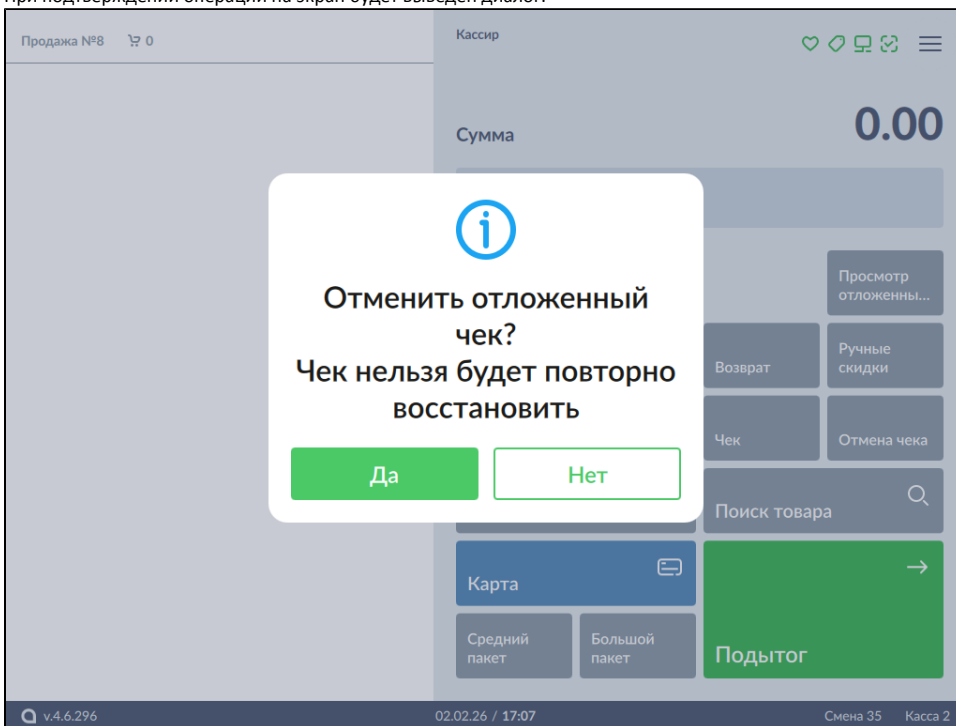 При подтверждении операции на экран будет выведен диалог:
Продажа №8 0
Кассир
Сумма
0.00
Отменить отложенный
чек?
Чек нельзя будет повторно
восстановить
Да
Нет
Просмотр
отложенны...
Возврат
Ручные
скидки
Чек
Отмена чека
Поиск товара
Карта
Средний
пакет
Большой
пакет
Подытог
v.4.6.296
02.02.26 / 17:07
Смена 35 Касса 2